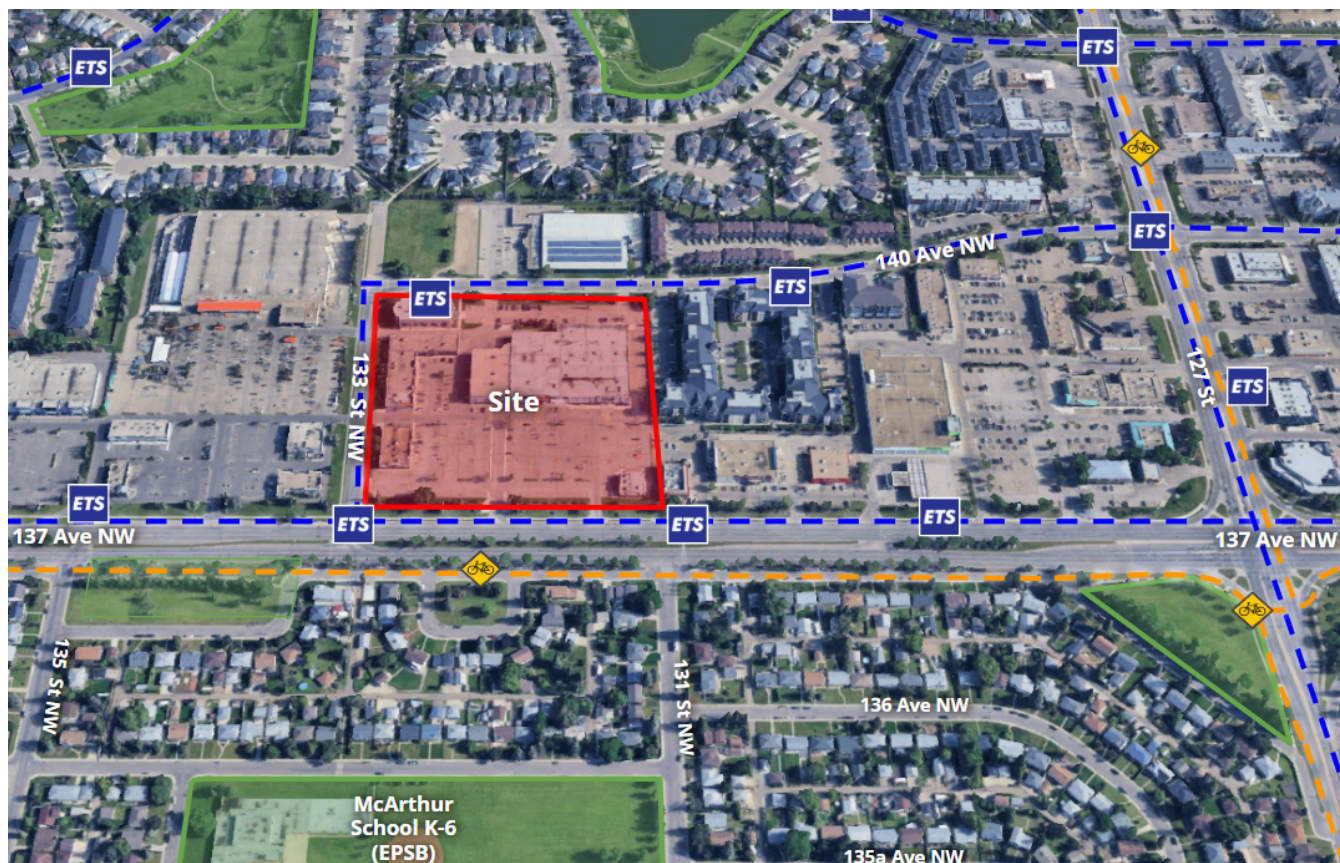 ETS
ETS
ETS
ETS
140 Ave NW
ETS
ETS
133 St NW
Site
127 St
ETS
ETS
ETS
ETS
ETS
137 Ave NW
137 Ave NW
135 St NW
131 St NW
136 Ave NW
McArthur
School K-6
(EPSB)
135a Ave NW